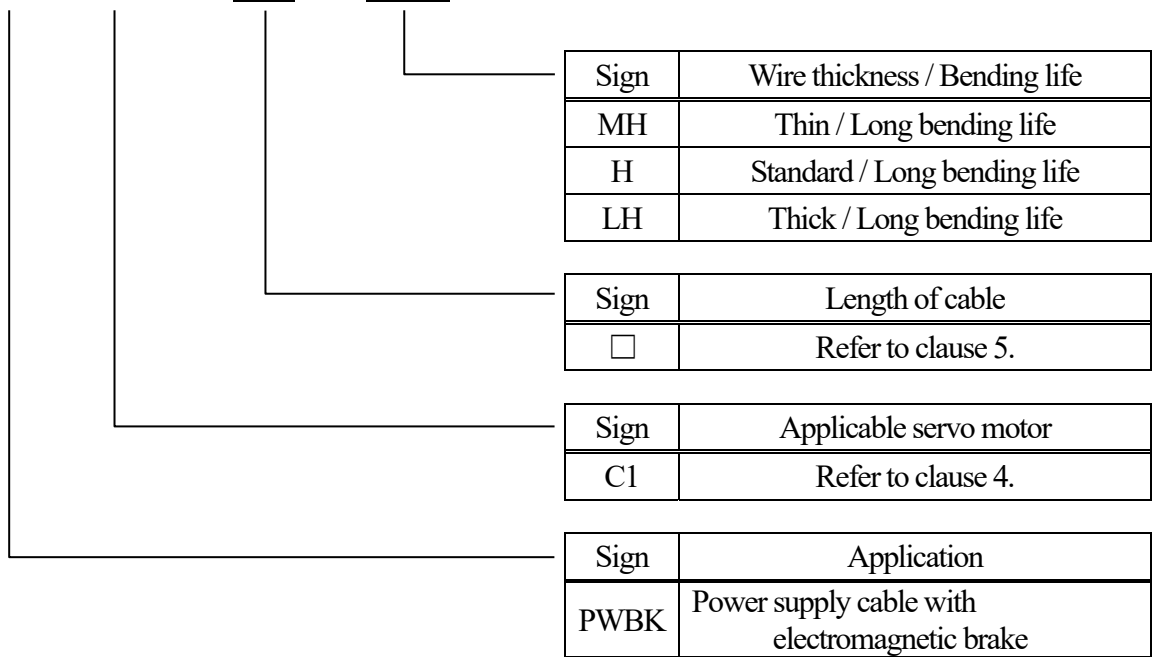 Sign Wire thickness / Bending life
MH Thin / Long bending life
H Standard / Long bending life
LH Thick / Long bending life
Sign Length of cable
□ Refer to clause 5.
Sign Applicable servo motor
C1 Refer to clause 4.
Sign Application
PWBK Power supply cable with
electromagnetic brake